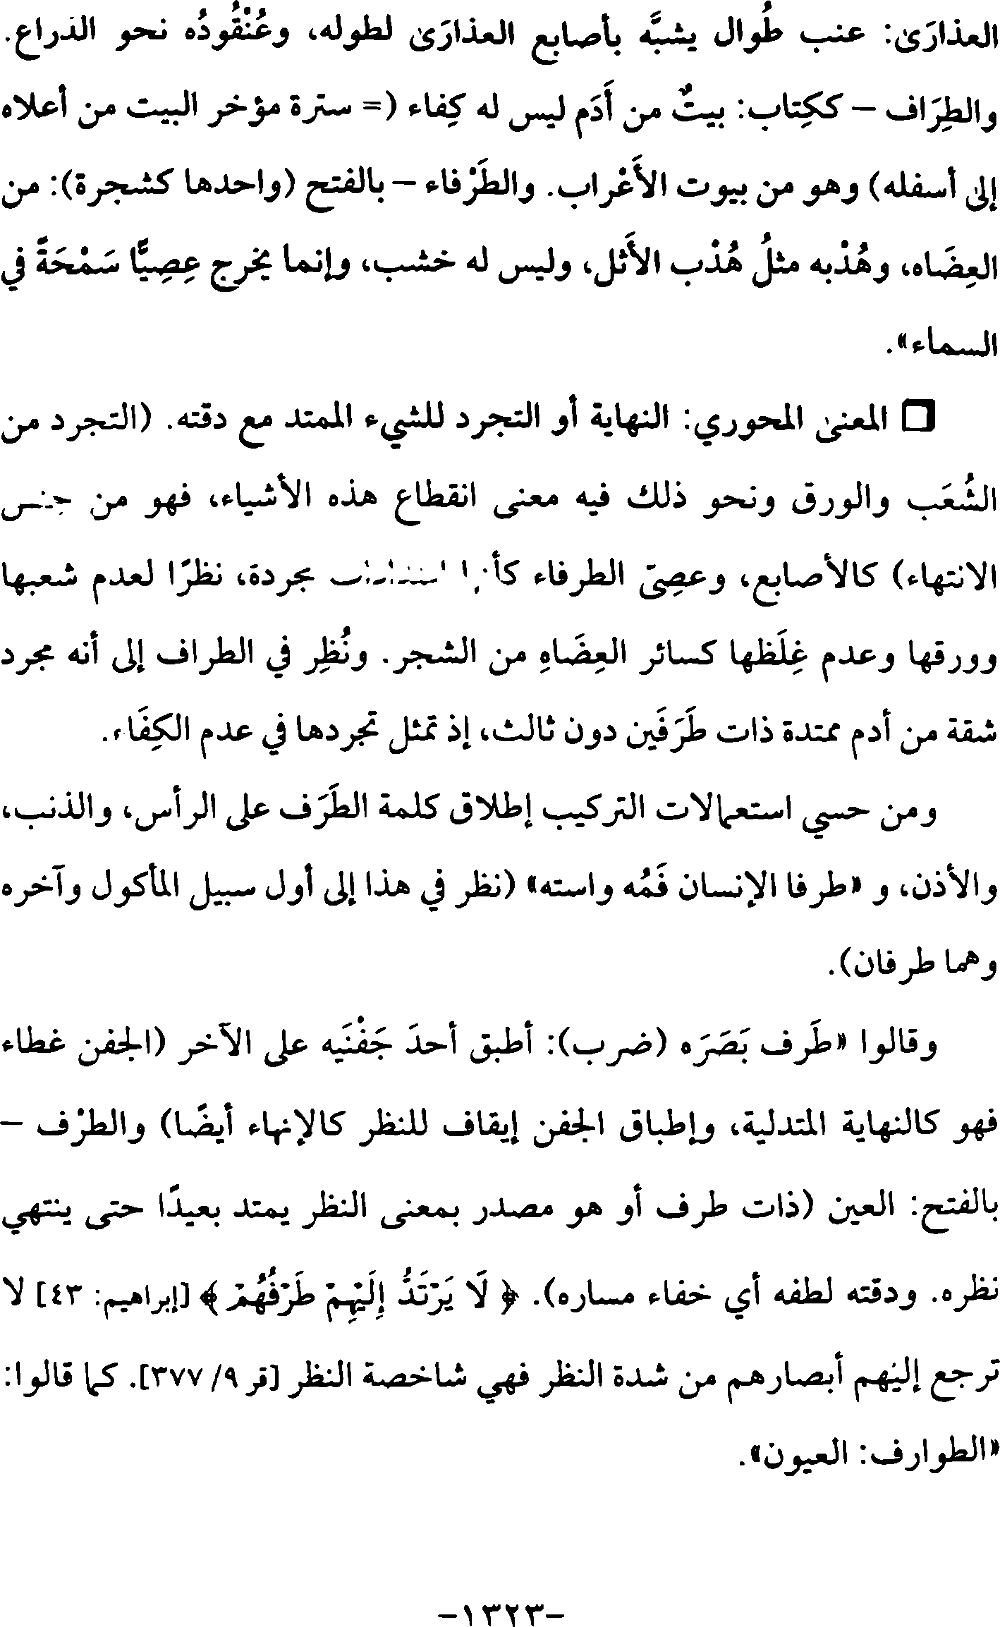 العذارَىٰ: عنب طُوال يشبَّه بأصابع العذارَىٰ لطوله، وعُنْقُودُه نحو الذراع.
والطِرَاف – ككِتاب: بيتٌ من أَدَم ليس له كِفاء (= سترة مؤخر البيت من أعلاه
إلى أسفله) وهو من بيوت الأَعْراب. والطَرْفاء – بالفتح (واحدها كشجرة): من
العِضَاه، وهُدْبه مثلُ هُدْب الأَثل، وليس له خشب، وإنما يخرج عِصِيًّا سَمْحَةً في
السماء».
❒ المعنىٰ المحوري: النهاية أو التجرد للشيء الممتد مع دقته. (التجرد من
الشُعَب والورق ونحو ذلك فيه معنى انقطاع هذه الأشياء، فهو من جنس
الانتهاء) كالأصابع، وعصِىّ الطرفاء مجردة، نظرًا لعدم شعبها
وورقها وعدم غِلَظها كسائر العِضَاهِ من الشجر. ونُظِر في الطراف إلى أنه مجرد
شقة من أدم ممتدة ذات طَرَفَين دون ثالث، إذ تمثل تجردها في عدم الكِفَاء.
ومن حسي استعمالات التركيب إطلاق كلمة الطَرَف على الرأس، والذنب،
والأذن، و «طرفا الإنسان فَمُه واسته» (نظر في هذا إلى أول سبيل المأكول وآخره
وهما طرفان).
وقالوا «طَرف بَصَرَه (ضرب): أطبق أحدَ جَفْنَيه على الآخر (الجفن غطاء
فهو كالنهاية المتدلية، وإطباق الجفن إيقاف للنظر كالإنهاء أيضًا) والطرْف –
بالفتح: العين (ذات طرف أو هو مصدر بمعنى النظر يمتد بعيدًا حتى ينتهي
نظره. ودقته لطفه أي خفاء مساره). ﴿ لَا يَرْتَدُّ إِلَيْهِمْ طَرْفُهُمْ ﴾ [إبراهيم: ٤٣] لا
ترجع إليهم أبصارهم من شدة النظر فهي شاخصة النظر [قر ٩/ ٣٧٧]. كما قالوا:
«الطوارف: العيون».
–١٣٢٣–